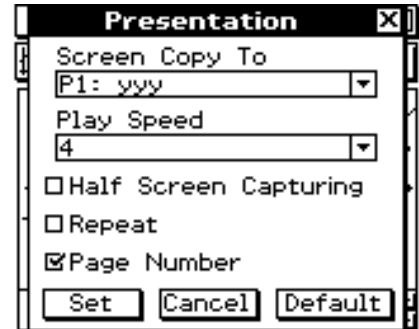 Presentation
Screen Copy To
P1: yyy
Play Speed
4
Half Screen Capturing
Repeat
Page Number
Set Cancel Default